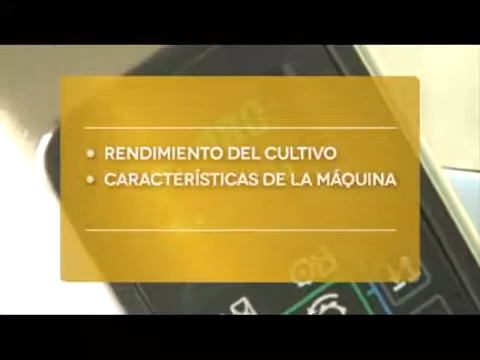 RENDIMIENTO DEL CULTIVO
CARACTERÍSTICAS DE LA MÁQUINA